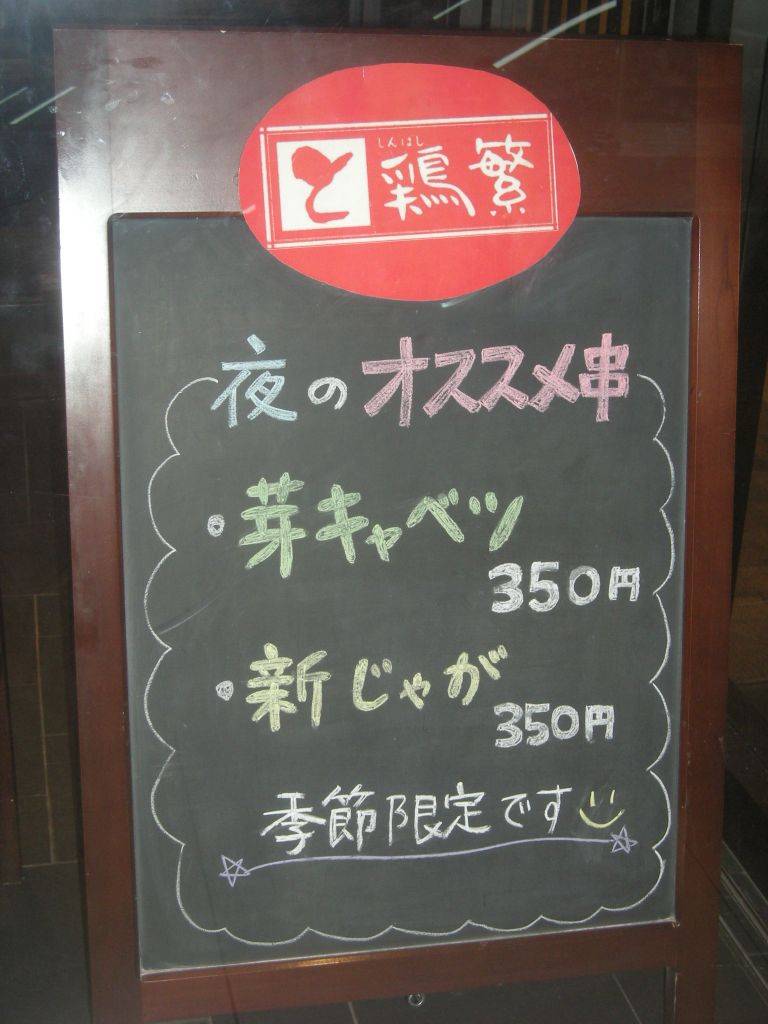 しんはし
と鶏繁
夜のオススメ串
・芽キャベツ
350円
・新じゃが
350円
季節限定です